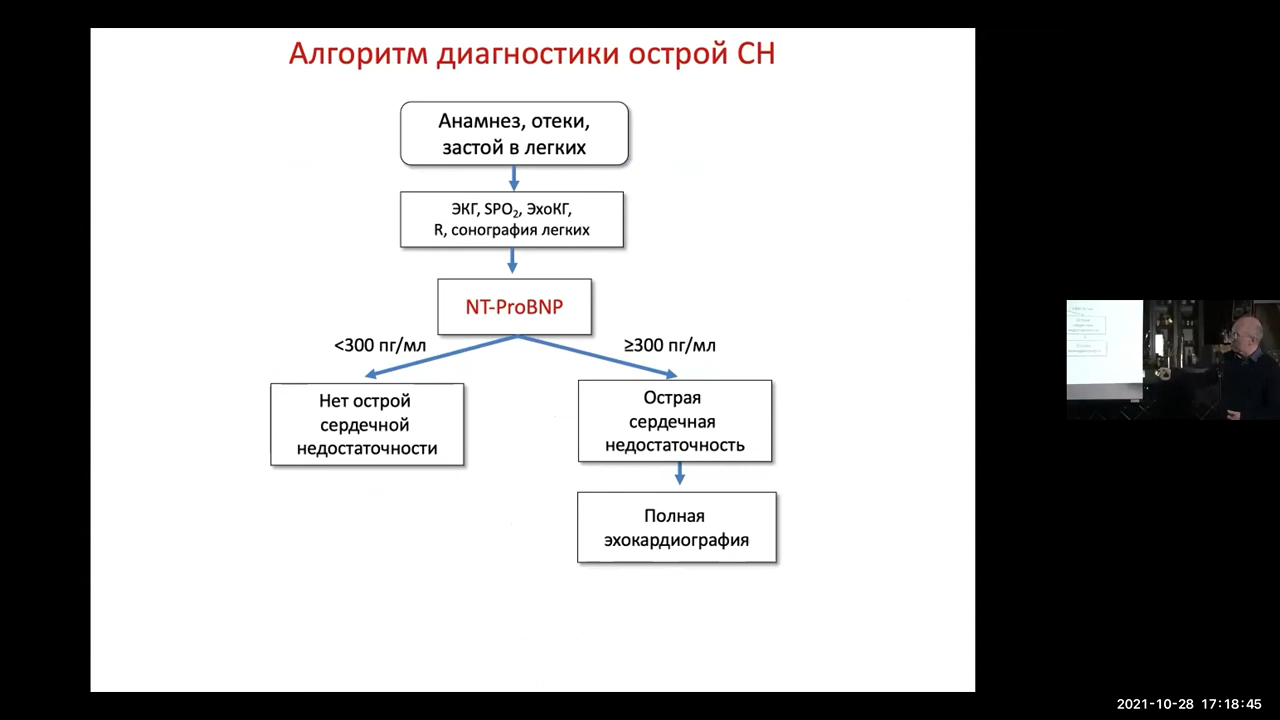 Алгоритм диагностики острой СН
Анамнез, отеки,
застой в легких
ЭКГ, SPO₂, ЭхоКГ,
R, сонография легких
NT-ProBNP
<300 пг/мл
≥300 пг/мл
Нет острой
сердечной
недостаточности
Острая
сердечная
недостаточность
Полная
эхокардиография
2021-10-28 17:18:45